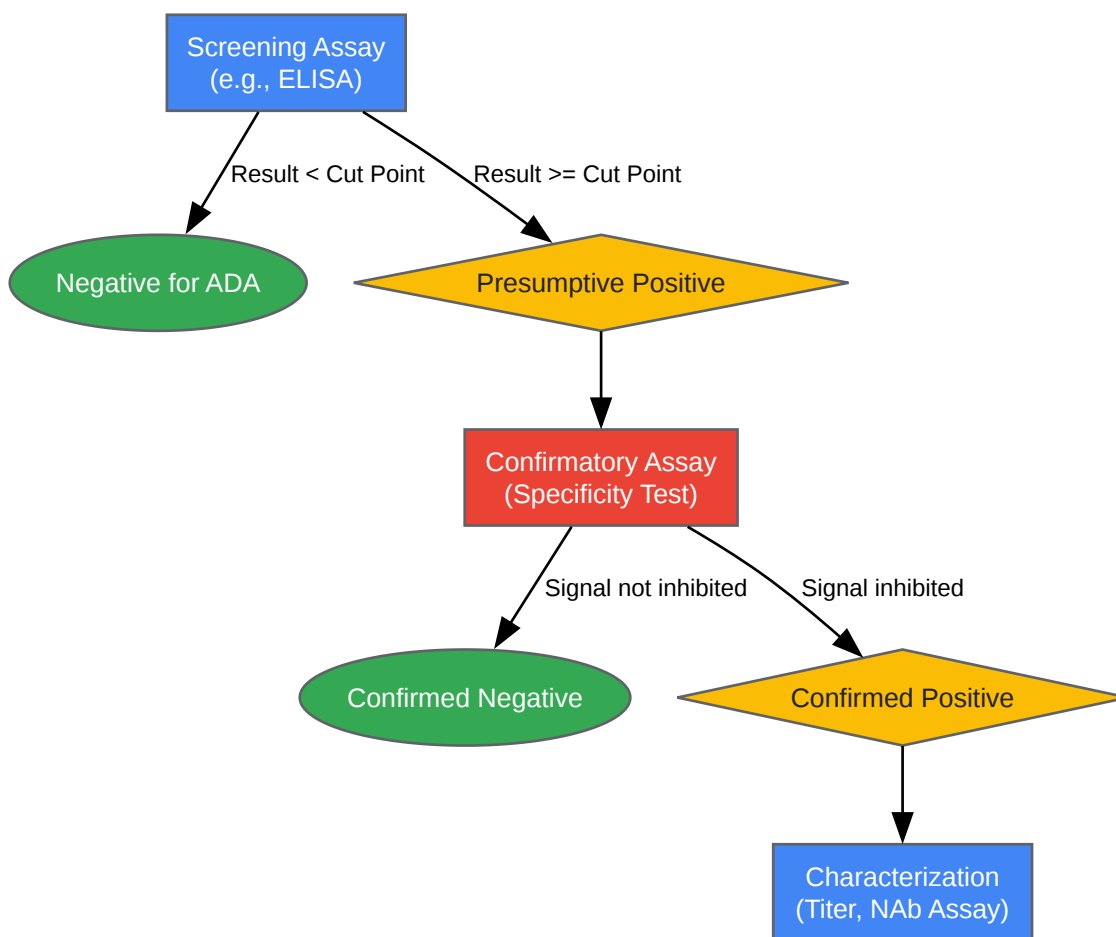 Screening Assay
(e.g., ELISA)
Result < Cut Point
Result >= Cut Point
Negative for ADA
Presumptive Positive
Confirmatory Assay
(Specificity Test)
Signal not inhibited
Signal inhibited
Confirmed Negative
Confirmed Positive
Characterization
(Titer, NAb Assay)